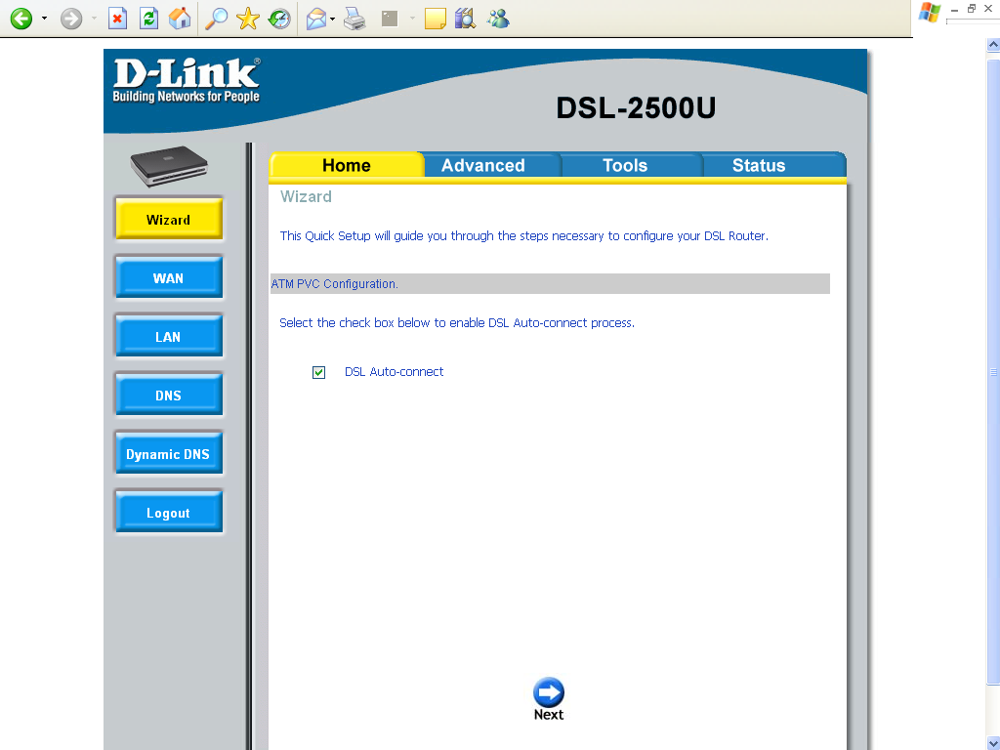 D-Link®
Building Networks for People
DSL-2500U
Home
Advanced
Tools
Status
Wizard
WAN
LAN
DNS
Dynamic DNS
Logout
Wizard
This Quick Setup will guide you through the steps necessary to configure your DSL Router.
ATM PVC Configuration.
Select the check box below to enable DSL Auto-connect process.
DSL Auto-connect
Next